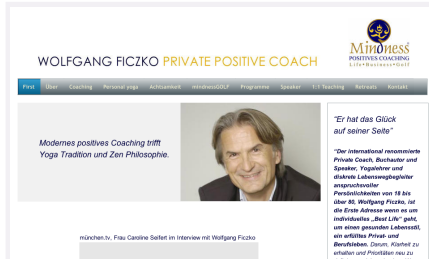 WOLFGANG FICZKO PRIVATE POSITIVE COACH
Mindness®
POSITIVES COACHING
Life•Business•Golf
First Über Coaching Personal yoga Achtsamkeit mindnessGOLF Programme Speaker 1:1 Teaching Retreats Kontakt
Modernes positives Coaching trifft
Yoga Tradition und Zen Philosophie.
münchen.tv, Frau Caroline Seifert im Interview mit Wolfgang Ficzko
"Er hat das Glück
auf seiner Seite"
"Der international renommierte
Private Coach, Buchautor und
Speaker, Yogalehrer und
diskrete Lebenswegbegleiter
anspruchsvoller
Persönlichkeiten von 18 bis
über 80, Wolfgang Ficzko, ist
die Erste Adresse wenn es um
individuelles „Best Life" geht,
um einen gesunden Lebensstil,
ein erfülltes Privat- und
Berufsleben. Darum, Klarheit zu
erhalten und Prioritäten neu zu